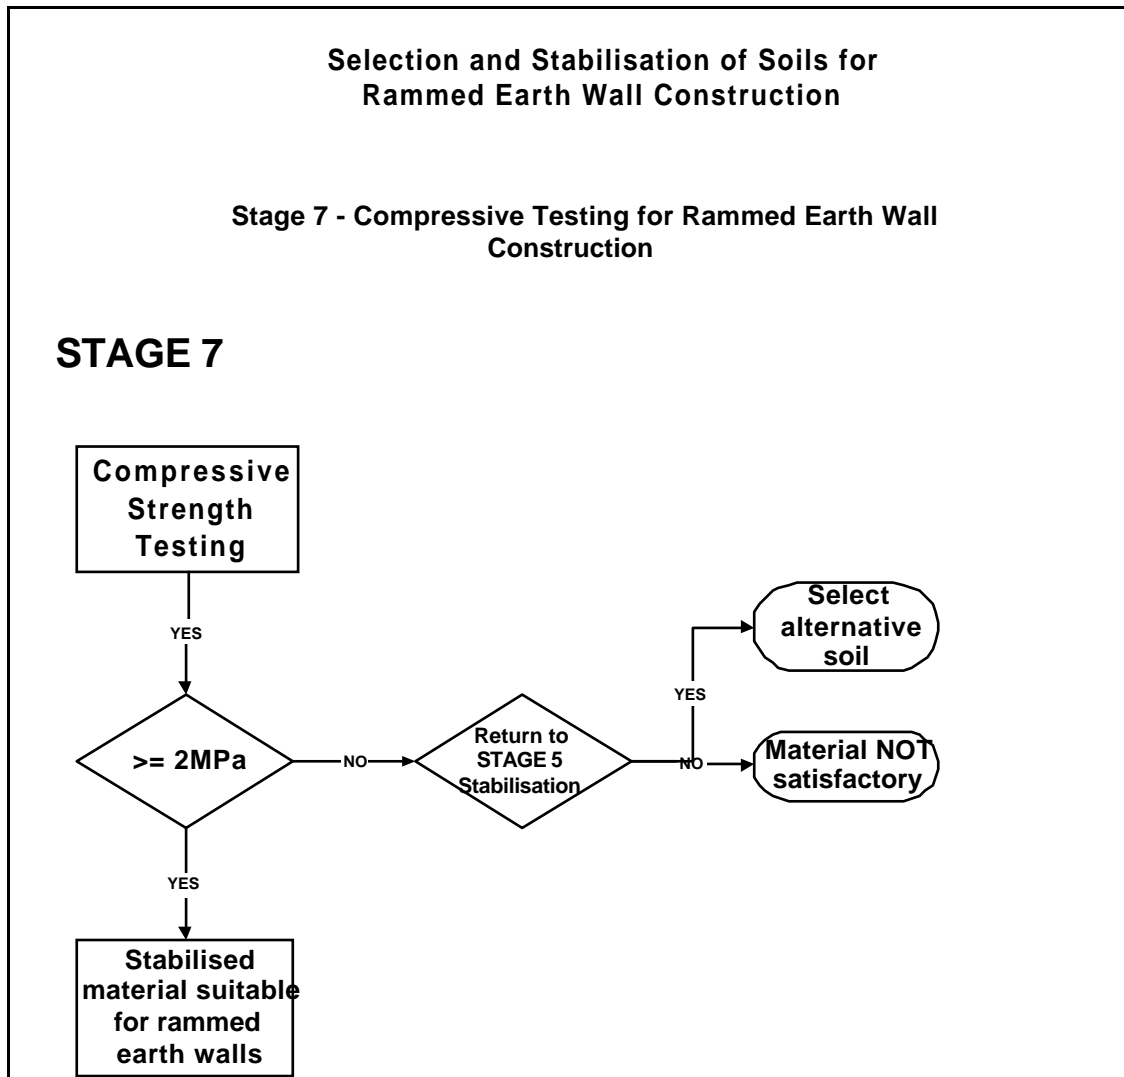 Selection and Stabilisation of Soils for
Rammed Earth Wall Construction
Stage 7 - Compressive Testing for Rammed Earth Wall
Construction
STAGE 7
Compressive
Strength
Testing
YES
>= 2MPa
NO
Return to
STAGE 5
Stabilisation
YES
Select
alternative
soil
NO
Material NOT
satisfactory
YES
Stabilised
material suitable
for rammed
earth walls